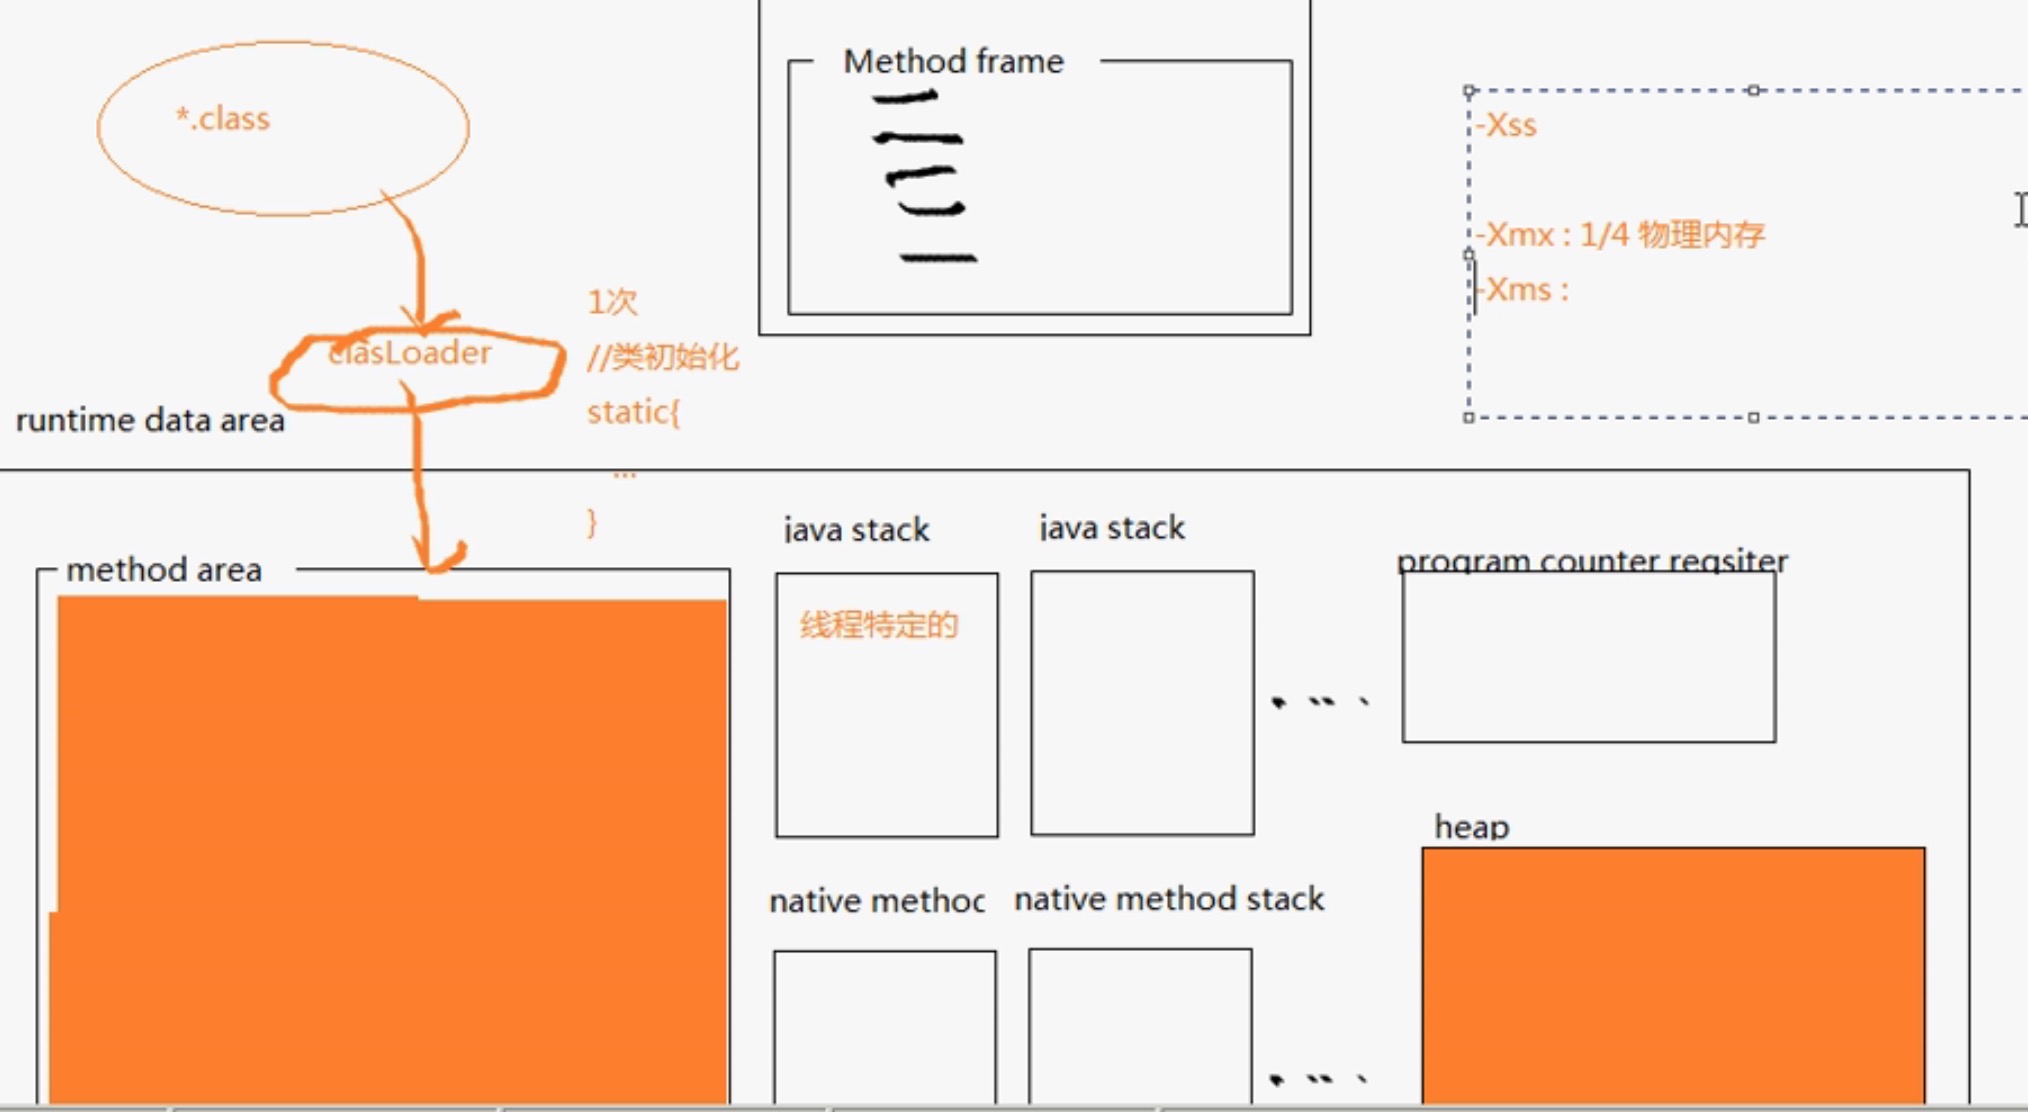 *.class
Method frame
-Xss
-Xmx : 1/4 物理内存
-Xms :
1次
//类初始化
static{
...
}
clasLoader
runtime data area
method area
java stack
java stack
program counter reqsiter
线程特定的
heap
native method
native method stack